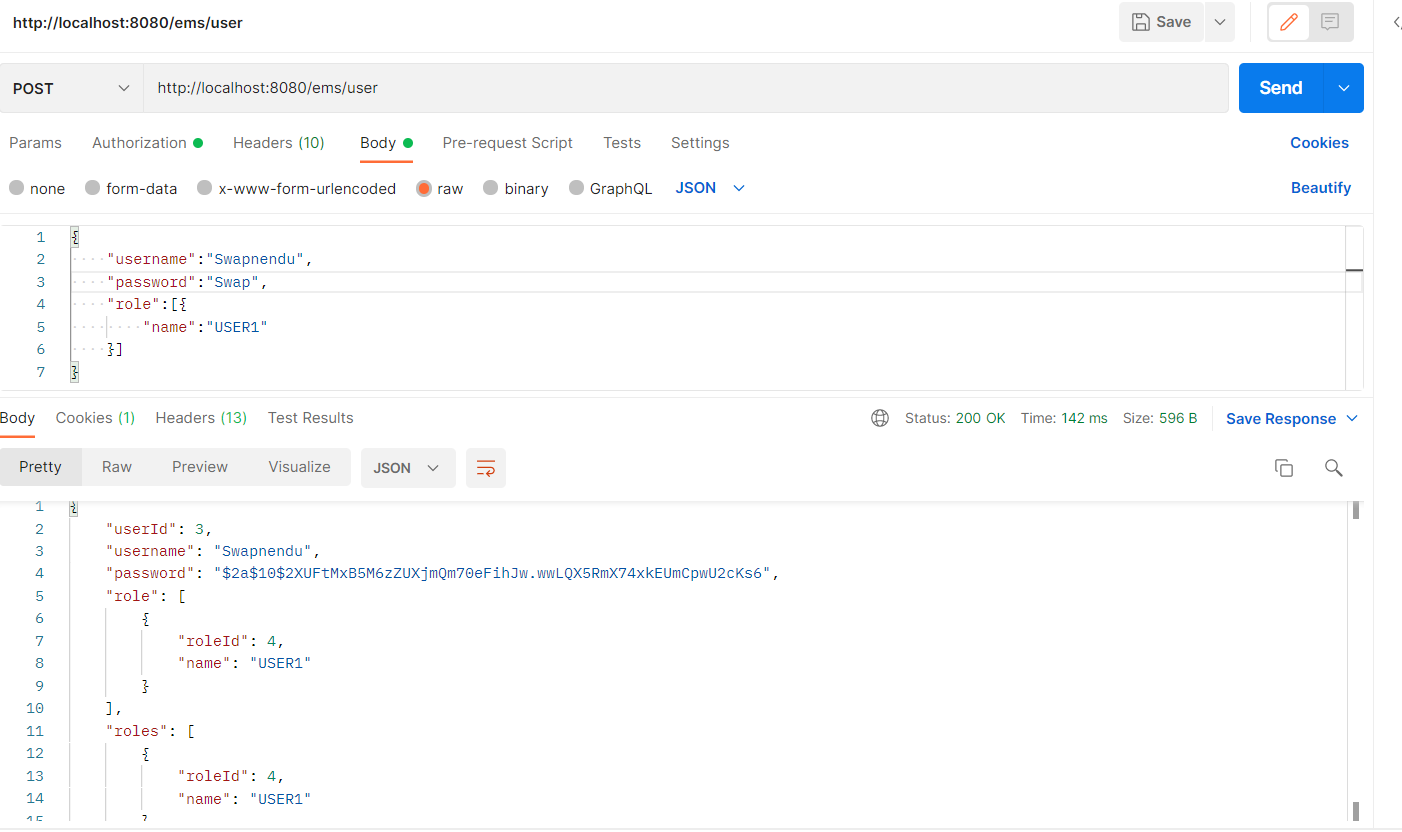 http://localhost:8080/ems/user
Save
POST http://localhost:8080/ems/user Send
Params Authorization Headers (10) Body Pre-request Script Tests Settings Cookies
none form-data x-www-form-urlencoded raw binary GraphQL JSON Beautify
1 {
2 "username":"Swapnendu",
3 "password":"Swap",
4 "role":[{
5 "name":"USER1"
6 }]
7 }
Body Cookies (1) Headers (13) Test Results Status: 200 OK Time: 142 ms Size: 596 B Save Response
Pretty Raw Preview Visualize JSON
1 {
2 "userId": 3,
3 "username": "Swapnendu",
4 "password": "$2a$10$2XUFtMxB5M6zZUXjmQm70eFihJw.wwLQX5RmX74xkEUmCpwU2cKs6",
5 "role": [
6 {
7 "roleId": 4,
8 "name": "USER1"
9 }
10 ],
11 "roles": [
12 {
13 "roleId": 4,
14 "name": "USER1"
15 }